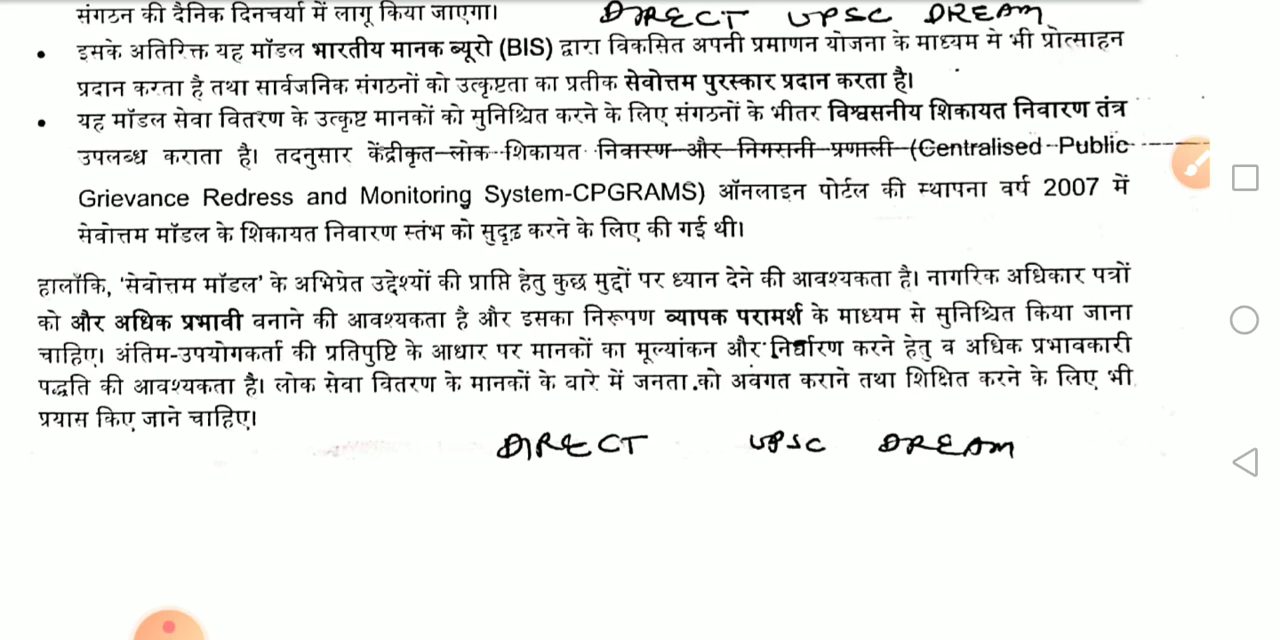 संगठन की दैनिक दिनचर्या में लागू किया जाएगा।
DIRECT UPSC DREAM
• इसके अतिरिक्त यह मॉडल भारतीय मानक ब्यूरो (BIS) द्वारा विकसित अपनी प्रमाणन योजना के माध्यम से भी प्रोत्साहन
प्रदान करता है तथा सार्वजनिक संगठनों को उत्कृष्टता का प्रतीक सेवोत्तम पुरस्कार प्रदान करता है।
• यह मॉडल सेवा वितरण के उत्कृष्ट मानकों को सुनिश्चित करने के लिए संगठनों के भीतर विश्वसनीय शिकायत निवारण तंत्र
उपलब्ध कराता है। तदनुसार केंद्रीकृत लोक शिकायत निवारण और निगरानी प्रणाली (Centralised Public
Grievance Redress and Monitoring System-CPGRAMS) ऑनलाइन पोर्टल की स्थापना वर्ष 2007 में
सेवोत्तम मॉडल के शिकायत निवारण स्तंभ को सुदृढ़ करने के लिए की गई थी।
हालाँकि, 'सेवोत्तम मॉडल' के अभिप्रेत उद्देश्यों की प्राप्ति हेतु कुछ मुद्दों पर ध्यान देने की आवश्यकता है। नागरिक अधिकार पत्रों
को और अधिक प्रभावी बनाने की आवश्यकता है और इसका निरूपण व्यापक परामर्श के माध्यम से सुनिश्चित किया जाना
चाहिए। अंतिम-उपयोगकर्ता की प्रतिपुष्टि के आधार पर मानकों का मूल्यांकन और निर्धारण करने हेतु व अधिक प्रभावकारी
पद्धति की आवश्यकता है। लोक सेवा वितरण के मानकों के बारे में जनता को अवगत कराने तथा शिक्षित करने के लिए भी
प्रयास किए जाने चाहिए।
DIRECT UPSC DREAM